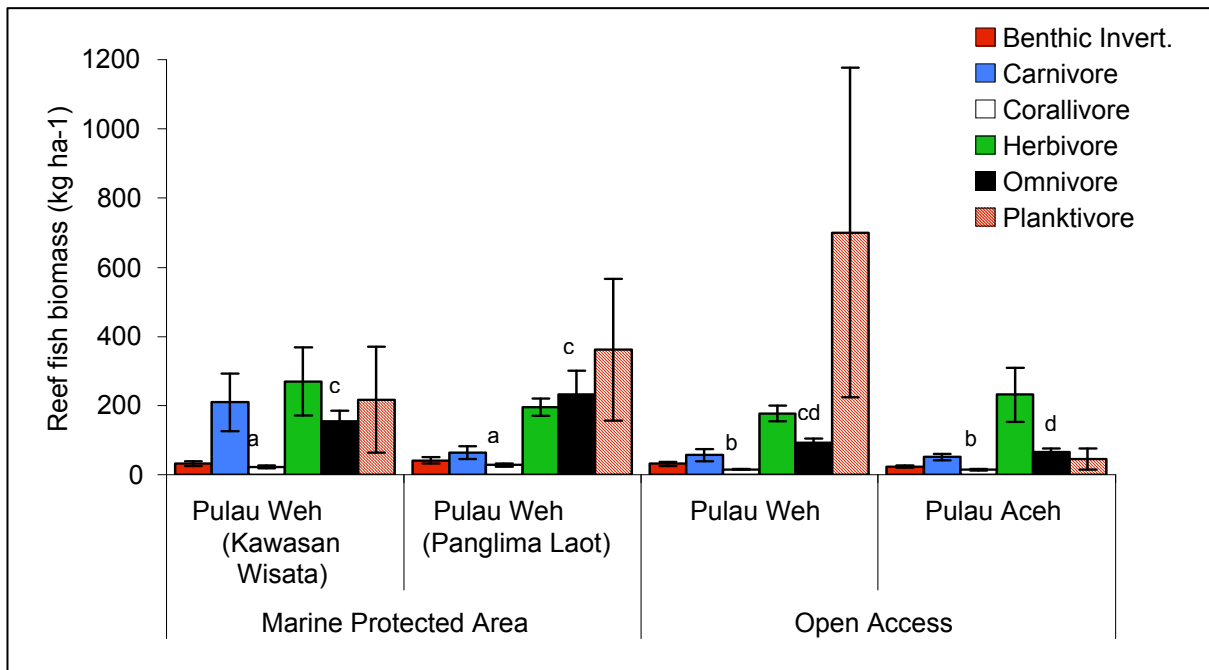 Reef fish biomass (kg ha-1)
1200
1000
800
600
400
200
0
Benthic Invert.
Carnivore
Corallivore
Herbivore
Omnivore
Planktivore
a
c
a
c
b
cd
b
d
Pulau Weh
(Kawasan
Wisata)
Pulau Weh
(Panglima Laot)
Pulau Weh
Pulau Aceh
Marine Protected Area
Open Access